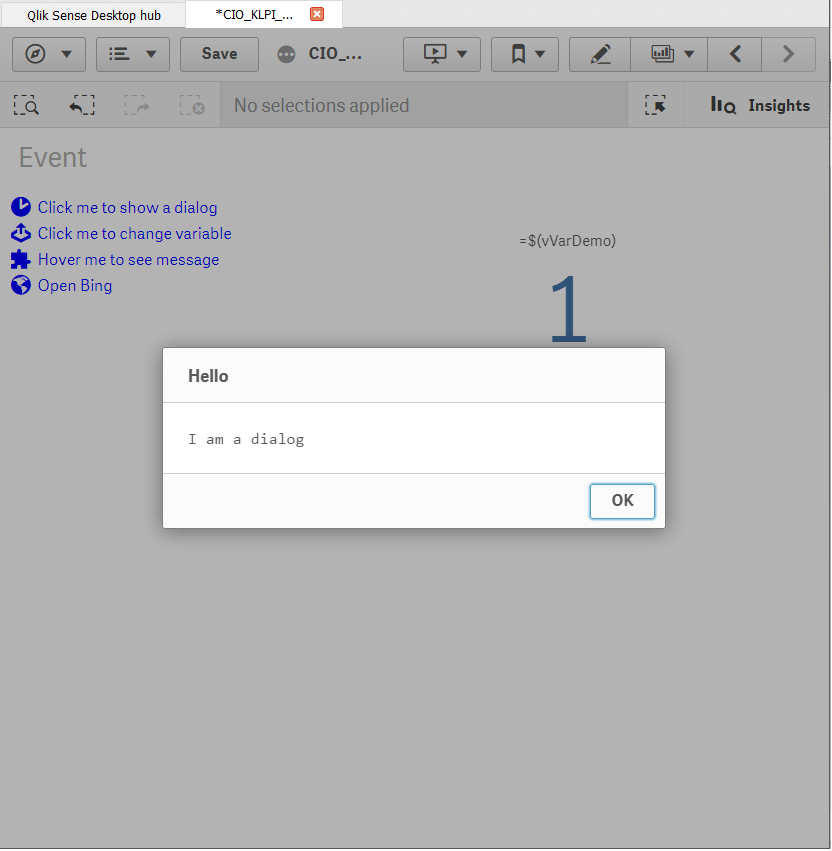 Qlik Sense Desktop hub
*CIO_KLPI_...
Save
CIO_...
No selections applied
Insights
Event
Click me to show a dialog
Click me to change variable
Hover me to see message
Open Bing
=$(vVarDemo)
1
Hello
I am a dialog
OK